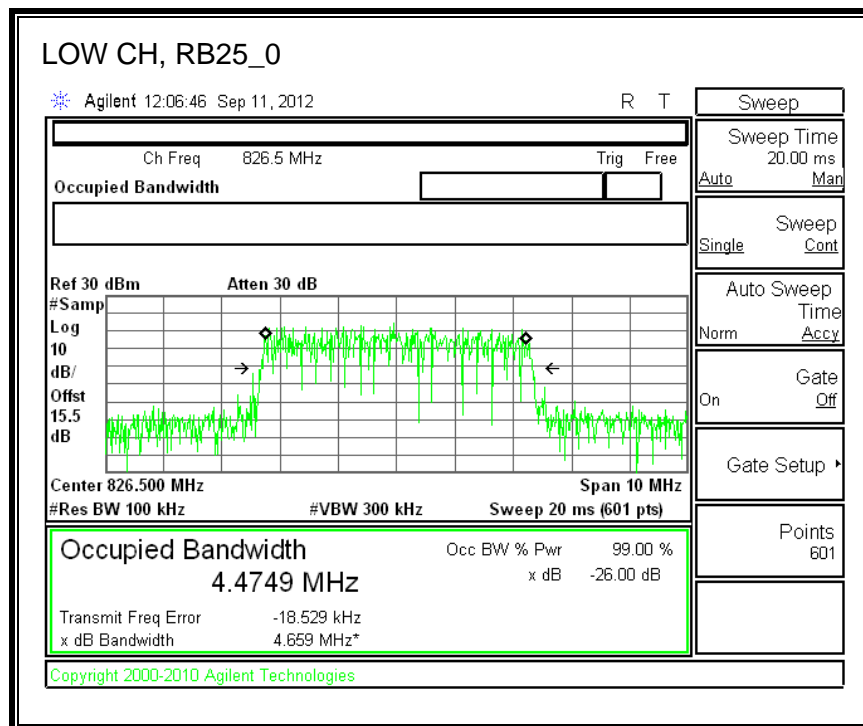 LOW CH, RB25_0
Agilent 12:06:46 Sep 11, 2012 R T
Ch Freq 826.5 MHz Trig Free
Occupied Bandwidth
Ref 30 dBm Atten 30 dB
#Samp
Log
10
dB/
Offst
15.5
dB
Center 826.500 MHz Span 10 MHz
#Res BW 100 kHz #VBW 300 kHz Sweep 20 ms (601 pts)
Occupied Bandwidth Occ BW % Pwr 99.00 %
4.4749 MHz x dB -26.00 dB
Transmit Freq Error -18.529 kHz
x dB Bandwidth 4.659 MHz*
Copyright 2000-2010 Agilent Technologies
Sweep
Sweep Time
20.00 ms
Auto Man
Sweep
Single Cont
Auto Sweep
Time
Norm Accy
Gate
On Off
Gate Setup
Points
601